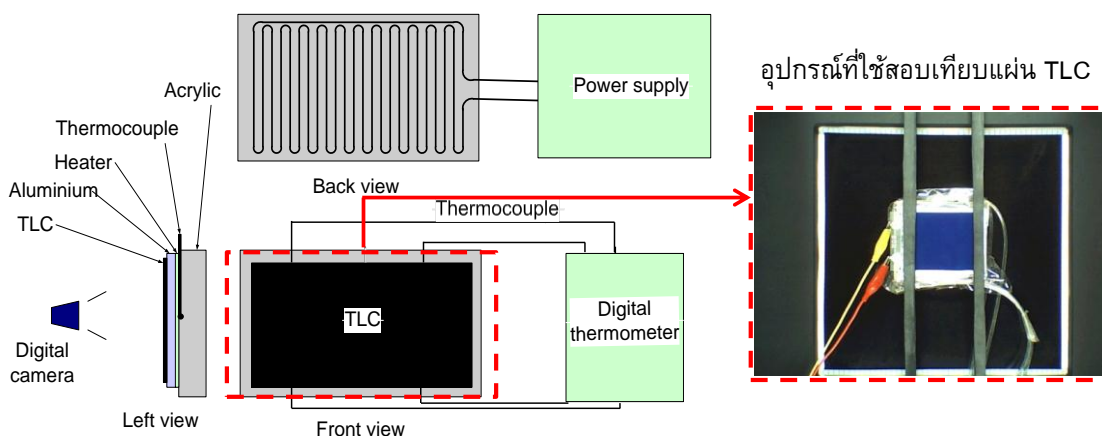 Power supply
Acrylic
Thermocouple
Heater
Aluminium
TLC
Back view
Thermocouple
TLC
Digital
thermometer
Digital
camera
Left view
Front view
อุปกรณ์ที่ใช้สอบเทียบแผ่น TLC